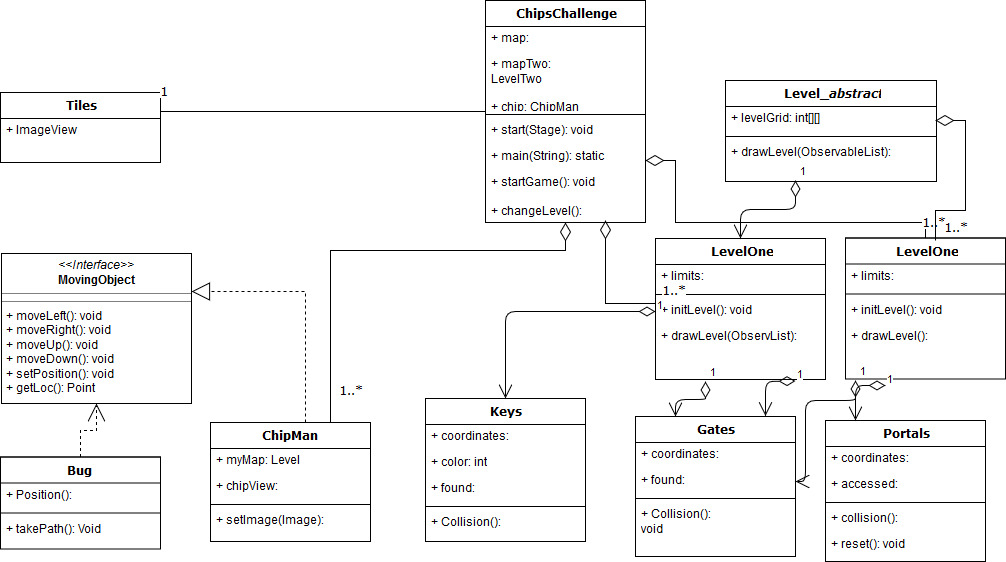 ChipsChallenge
+ map:
+ mapTwo:
LevelTwo
+ chip: ChipMan
+ start(Stage): void
+ main(String): static
+ startGame(): void
+ changeLevel():
1
Tiles
+ ImageView
Level_abstract
+ levelGrid: int[][]
+ drawLevel(ObservableList):
1
1..*
1..*
LevelOne
+ limits:
1..*
1
+ initLevel(): void
+ drawLevel(ObservList):
1
1
LevelOne
+ limits:
+ initLevel(): void
+ drawLevel():
1
1
<<Interface>>
MovingObject
+ moveLeft(): void
+ moveRight(): void
+ moveUp(): void
+ moveDown(): void
+ setPosition(): void
+ getLoc(): Point
1..*
Bug
+ Position():
+ takePath(): Void
ChipMan
+ myMap: Level
+ chipView:
+ setImage(Image):
Keys
+ coordinates:
+ color: int
+ found:
+ Collision():
Gates
+ coordinates:
+ found:
+ Collision():
void
Portals
+ coordinates:
+ accessed:
+ collision():
+ reset(): void